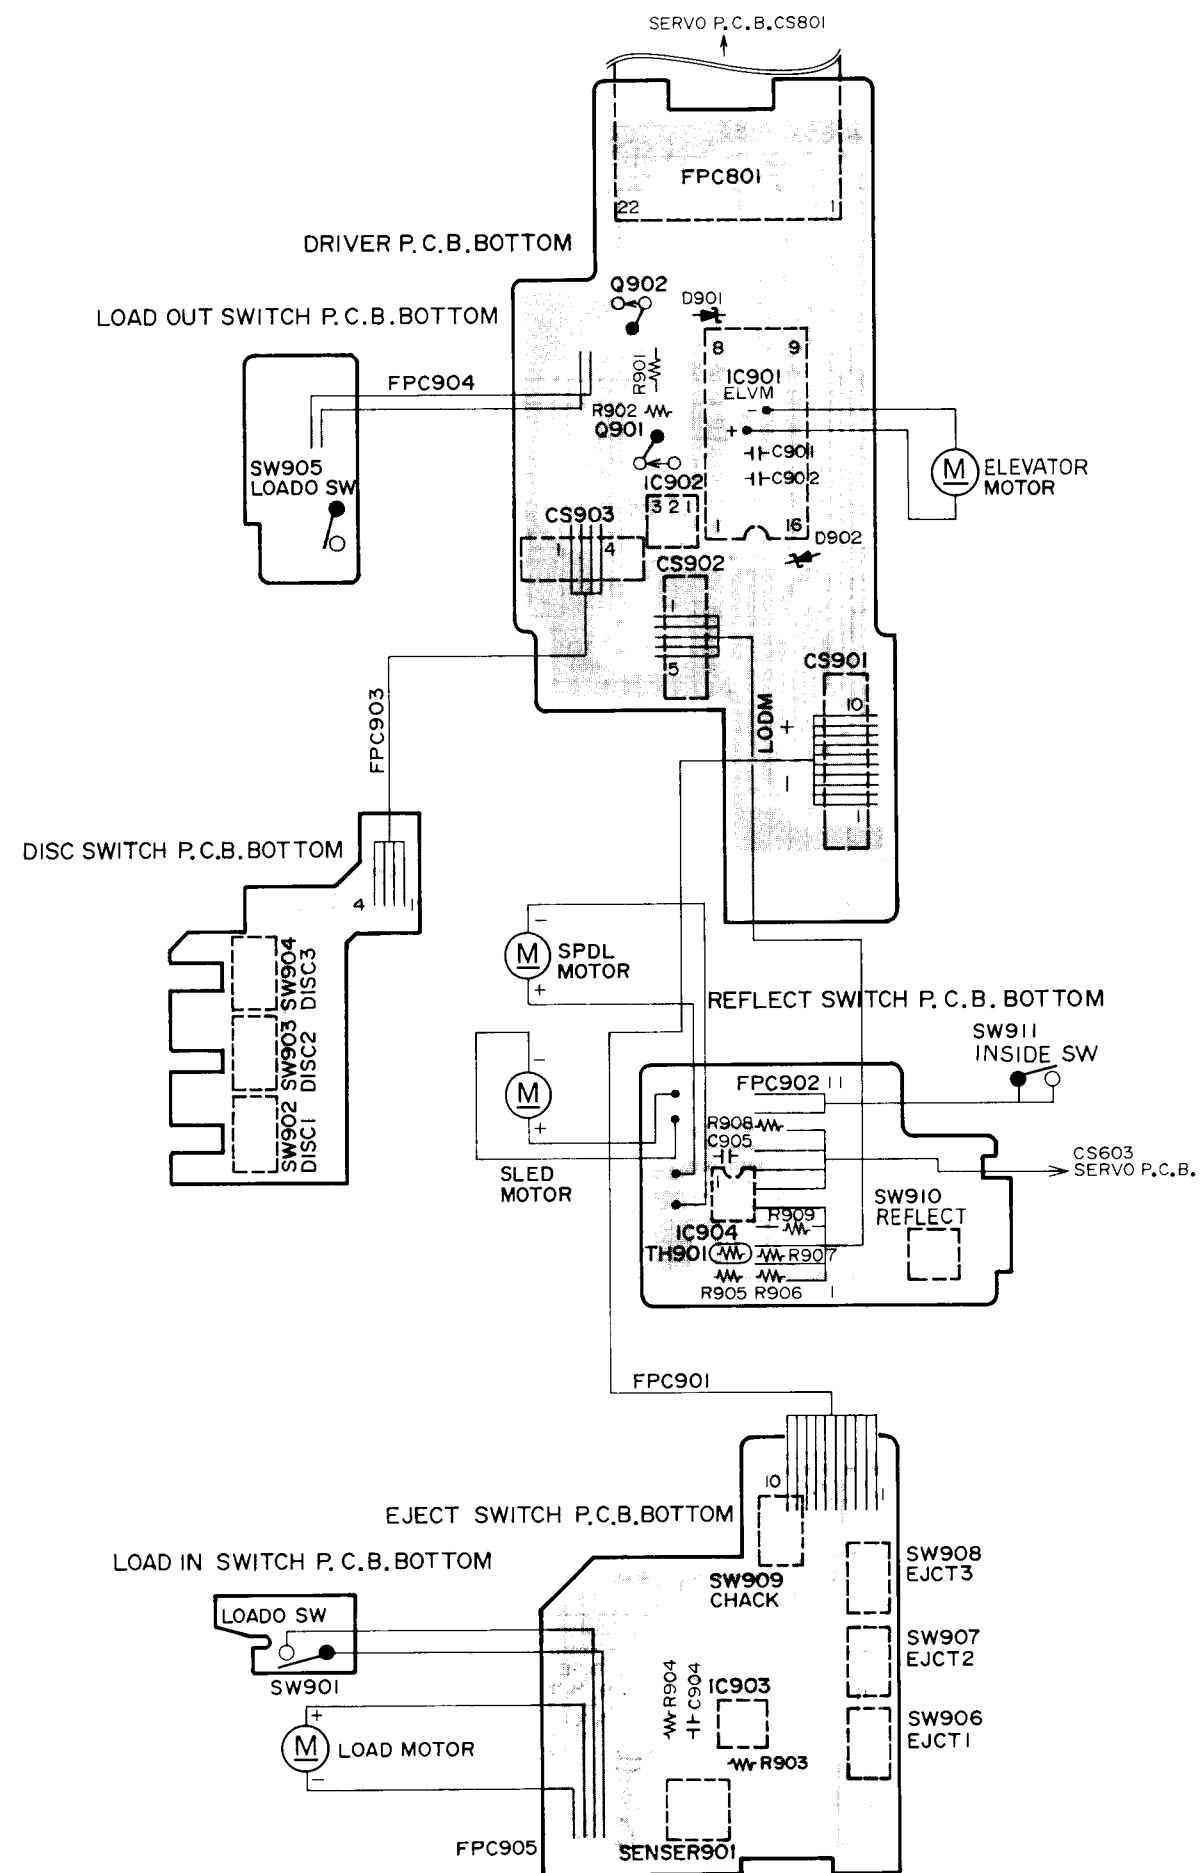 SERVO P.C.B.CS801
FPC801
22
1
DRIVER P.C.B.BOTTOM
Q902
D901
LOAD OUT SWITCH P.C.B.BOTTOM
8
9
R901
IC901
ELVM
FPC904
R902
-
Q901
+
C901
C902
M
ELEVATOR
MOTOR
SW905
LOADO SW
IC902
3 2 1
CS903
1
4
1
16
D902
CS902
1
5
CS901
10
LODM
+
-
1
FPC903
DISC SWITCH P.C.B.BOTTOM
4
1
SW904
DISC3
SW903
DISC2
SW902
DISC1
-
M
SPDL
MOTOR
+
REFLECT SWITCH P.C.B.BOTTOM
SW911
INSIDE SW
-
M
+
SLED
MOTOR
FPC902 11
R908
C905
1
CS603
SERVO P.C.B.
SW910
REFLECT
R909
IC904
TH901
R907
R905 R906
1
FPC901
10
1
EJECT SWITCH P.C.B.BOTTOM
SW908
EJCT3
LOAD IN SWITCH P.C.B.BOTTOM
SW909
CHACK
LOADO SW
SW907
EJCT2
SW901
R904
C904
IC903
SW906
EJCT1
+
M
LOAD MOTOR
-
R903
FPC905
SENSER901